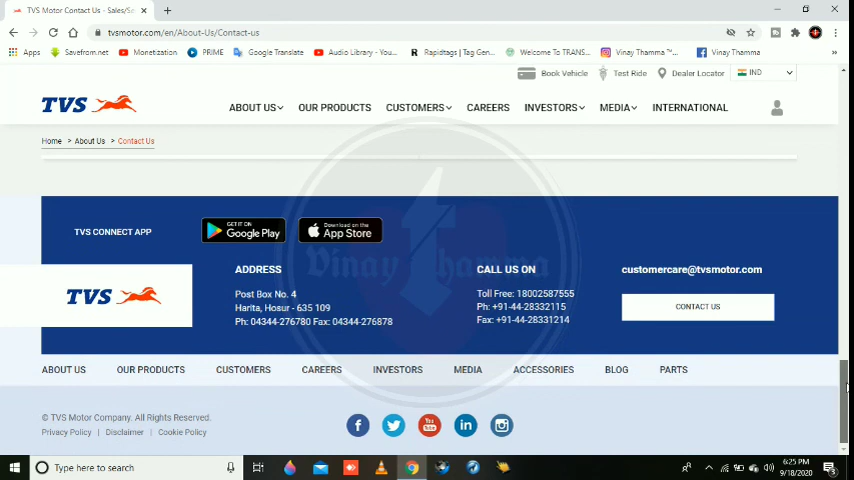 TVS Motor Contact Us - Sales/Se
tvsmotor.com/en/About-Us/Contact-us
Apps Savefrom.net Monetization PRIME Google Translate Audio Library - You... Rapidtags | Tag Gen... Welcome To TRANS... Vinay Thamma ™... Vinay Thamma
Book Vehicle Test Ride Dealer Locator IND
TVS ABOUT US OUR PRODUCTS CUSTOMERS CAREERS INVESTORS MEDIA INTERNATIONAL
Home > About Us > Contact Us
TVS CONNECT APP GET IT ON Google Play Download on the App Store
Vinay Thamma
TVS
ADDRESS
Post Box No. 4
Harita, Hosur - 635 109
Ph: 04344-276780 Fax: 04344-276878
CALL US ON
Toll Free: 18002587555
Ph: +91-44-28332115
Fax: +91-44-28331214
customercare@tvsmotor.com
CONTACT US
ABOUT US OUR PRODUCTS CUSTOMERS CAREERS INVESTORS MEDIA ACCESSORIES BLOG PARTS
© TVS Motor Company. All Rights Reserved.
Privacy Policy | Disclaimer | Cookie Policy
Type here to search
6:25 PM
9/18/2020